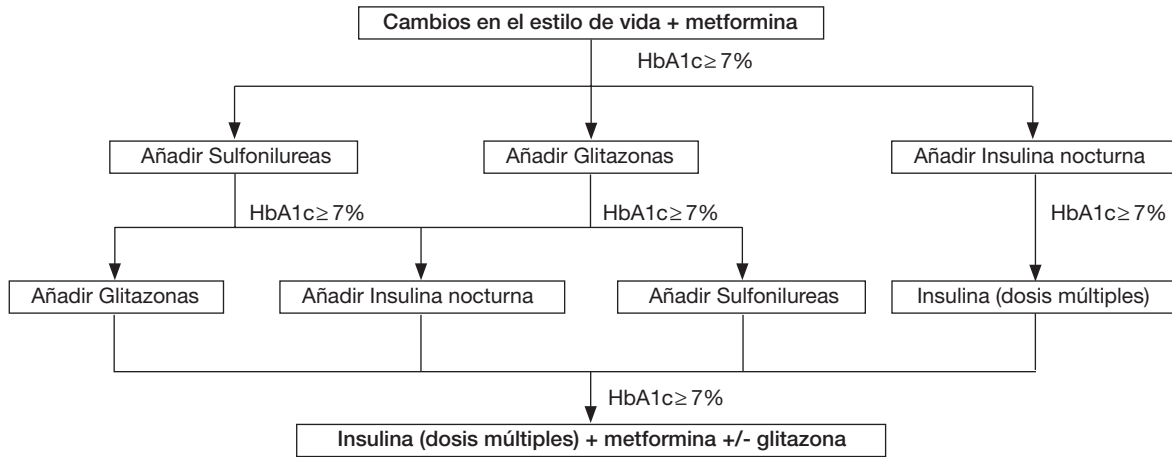 Cambios en el estilo de vida + metformina
HbA1c≥ 7%
Añadir Sulfonilureas
Añadir Glitazonas
Añadir Insulina nocturna
HbA1c≥ 7%
HbA1c≥ 7%
HbA1c≥ 7%
Añadir Glitazonas
Añadir Insulina nocturna
Añadir Sulfonilureas
Insulina (dosis múltiples)
HbA1c≥ 7%
Insulina (dosis múltiples) + metformina +/- glitazona